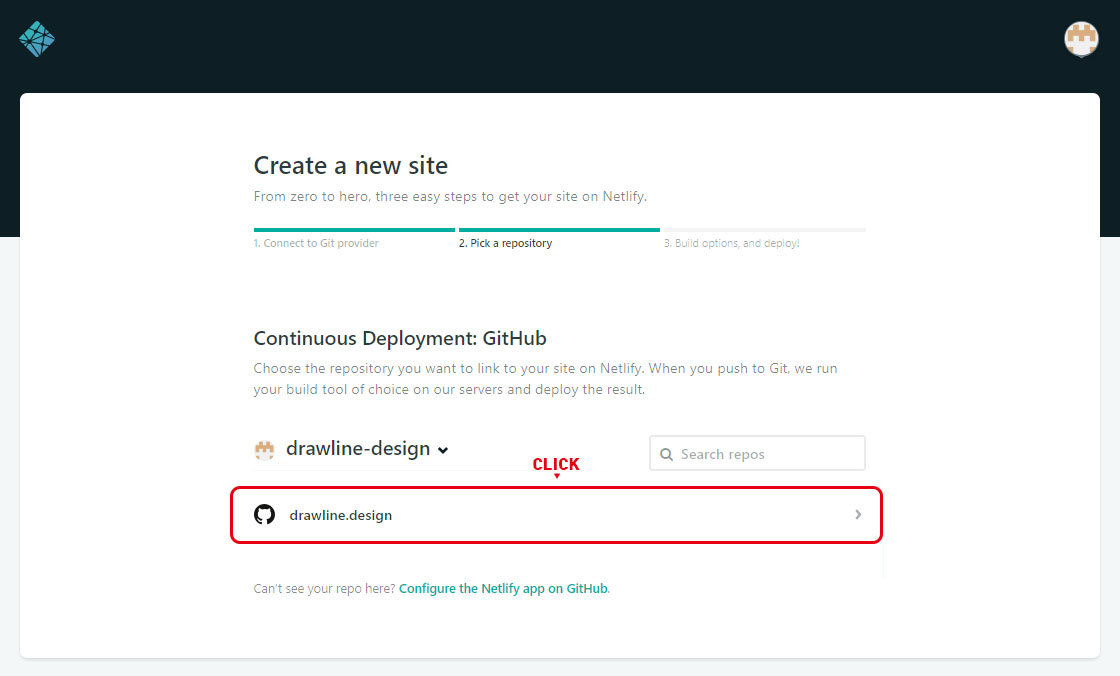 Create a new site
From zero to hero, three easy steps to get your site on Netlify.
1. Connect to Git provider
2. Pick a repository
3. Build options, and deploy!
Continuous Deployment: GitHub
Choose the repository you want to link to your site on Netlify. When you push to Git, we run
your build tool of choice on our servers and deploy the result.
drawline-design
Search repos
CLICK
drawline.design
Can't see your repo here? Configure the Netlify app on GitHub.